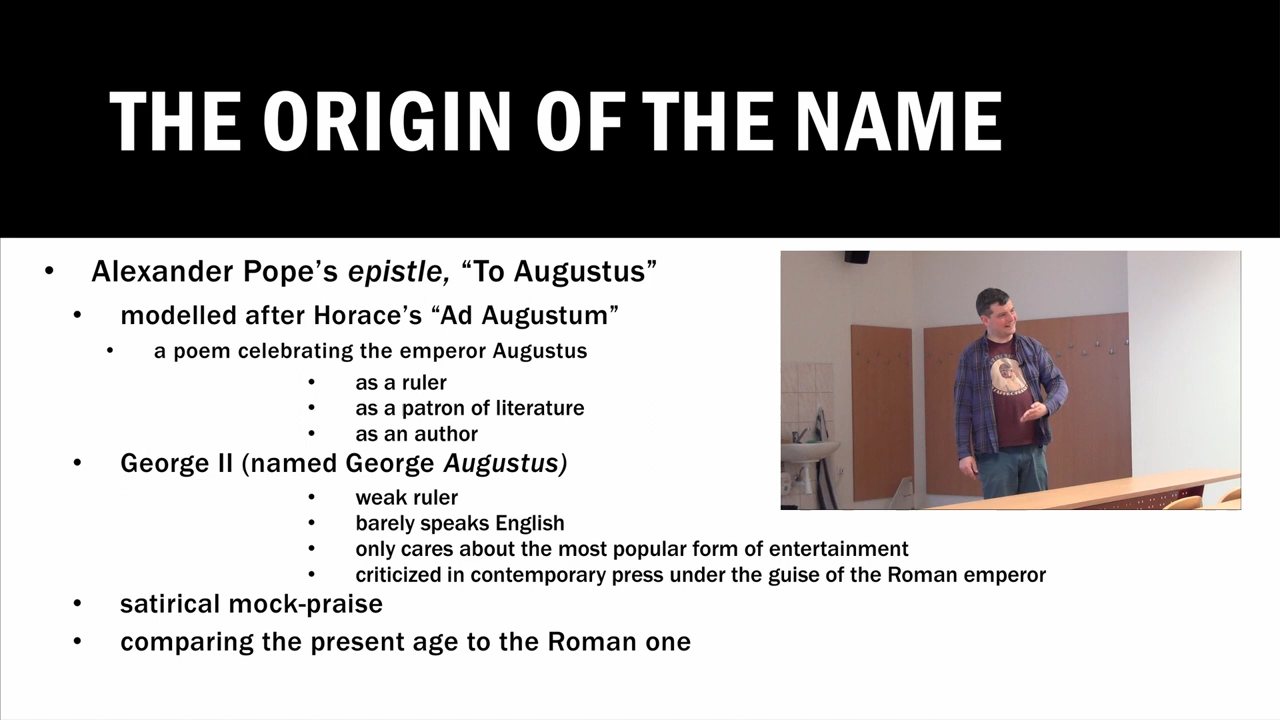 THE ORIGIN OF THE NAME
• Alexander Pope’s epistle, “To Augustus”
• modelled after Horace’s “Ad Augustum”
• a poem celebrating the emperor Augustus
• as a ruler
• as a patron of literature
• as an author
• George II (named George Augustus)
• weak ruler
• barely speaks English
• only cares about the most popular form of entertainment
• criticized in contemporary press under the guise of the Roman emperor
• satirical mock-praise
• comparing the present age to the Roman one